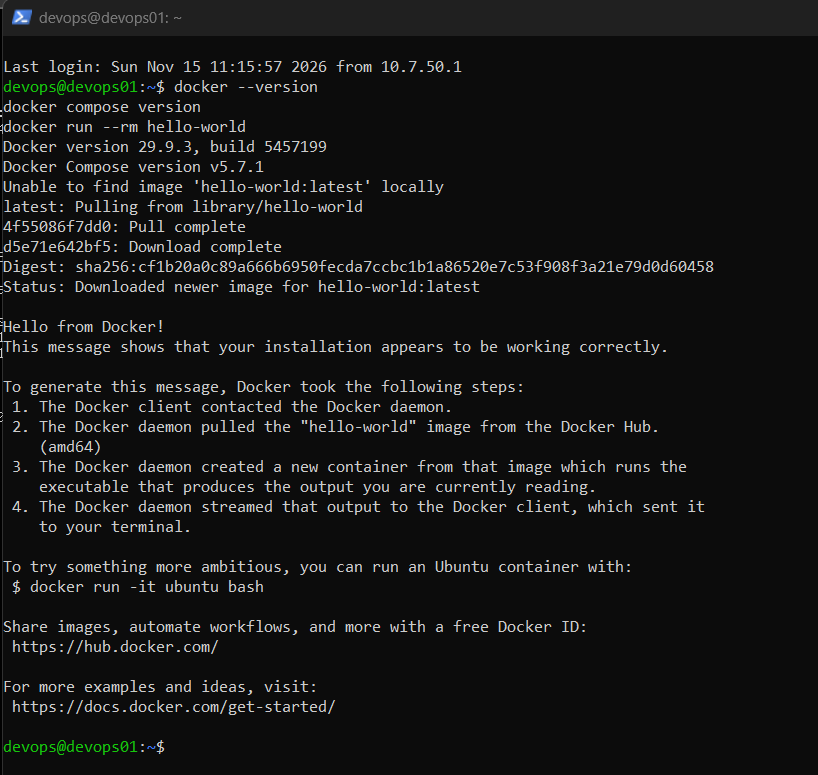 devops@devops01: ~
Last login: Sun Nov 15 11:15:57 2026 from 10.7.50.1
devops@devops01:~$ docker --version
docker compose version
docker run --rm hello-world
Docker version 29.9.3, build 5457199
Docker Compose version v5.7.1
Unable to find image 'hello-world:latest' locally
latest: Pulling from library/hello-world
4f55086f7dd0: Pull complete
d5e71e642bf5: Download complete
Digest: sha256:cf1b20a0c89a666b6950fecda7ccbc1b1a86520e7c53f908f3a21e79d0d60458
Status: Downloaded newer image for hello-world:latest

Hello from Docker!
This message shows that your installation appears to be working correctly.

To generate this message, Docker took the following steps:
 1. The Docker client contacted the Docker daemon.
 2. The Docker daemon pulled the "hello-world" image from the Docker Hub.
    (amd64)
 3. The Docker daemon created a new container from that image which runs the
    executable that produces the output you are currently reading.
 4. The Docker daemon streamed that output to the Docker client, which sent it
    to your terminal.

To try something more ambitious, you can run an Ubuntu container with:
 $ docker run -it ubuntu bash

Share images, automate workflows, and more with a free Docker ID:
 https://hub.docker.com/

For more examples and ideas, visit:
 https://docs.docker.com/get-started/

devops@devops01:~$